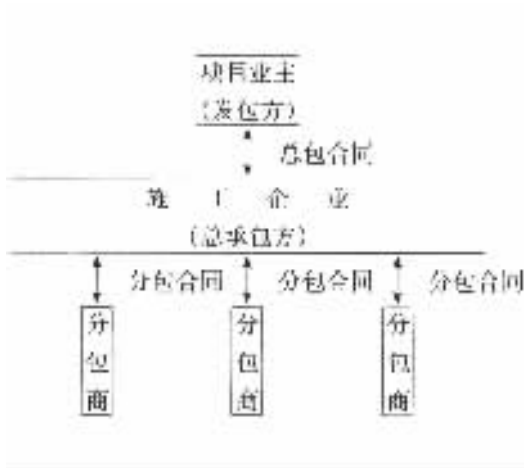 项目业主
(发包方)
总包合同
施工企业
(总承包方)
分包合同 分包合同 分包合同
分包商 分包商 分包商